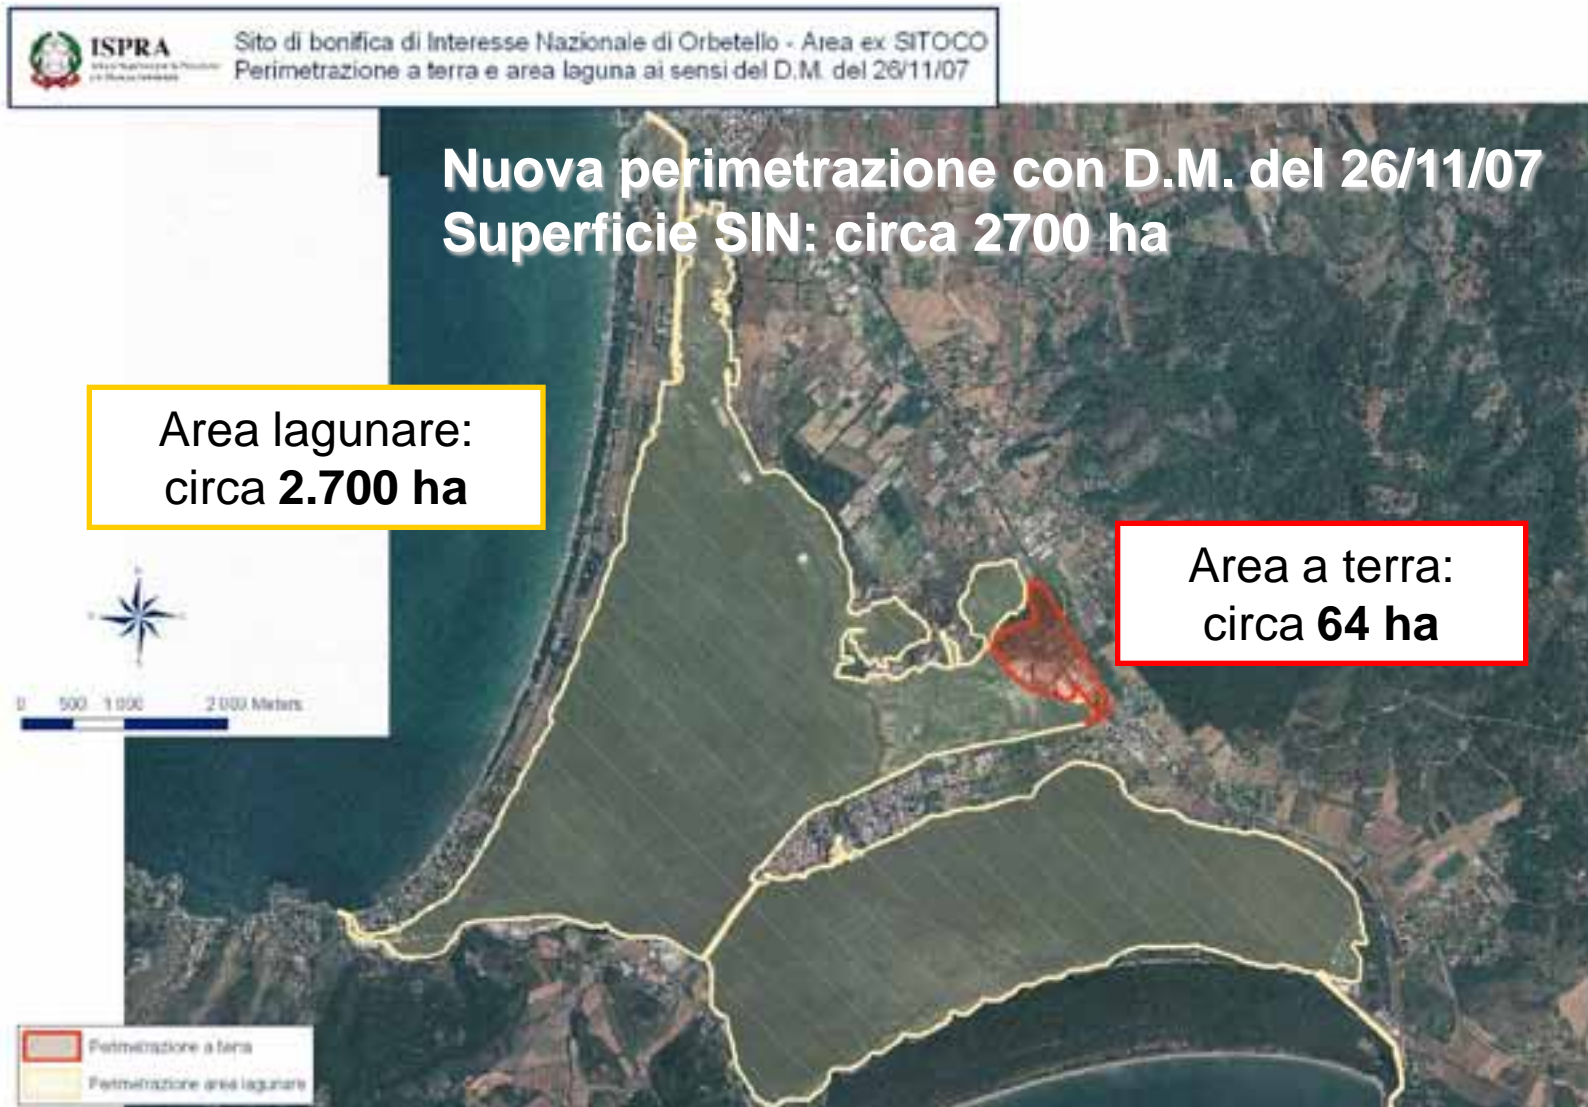 ISPRA
Sito di bonifica di Interesse Nazionale di Orbetello - Area ex SITOCO
Perimetrazione a terra e area laguna ai sensi del D.M. del 26/11/07
Nuova perimetrazione con D.M. del 26/11/07
Superficie SIN: circa 2700 ha
Area lagunare:
circa 2.700 ha
Area a terra:
circa 64 ha
0 500 1 000 2 000 Meters
Perimetrazione a terra
Perimetrazione area lagunare